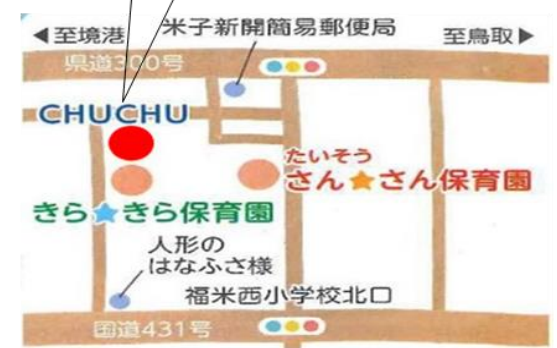 ◀至境港
米子新開簡易郵便局
至鳥取▶
県道300号
CHUCHU
たいそう
さん★さん保育園
きら★きら保育園
人形の
はなふさ様
福米西小学校北口
国道431号